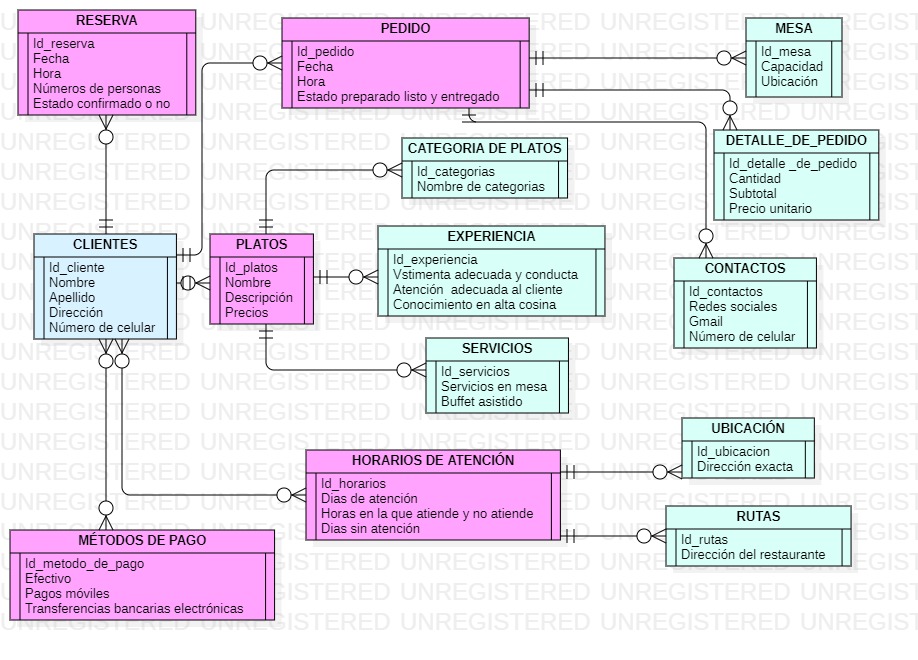 RESERVA
Id_reserva
Fecha
Hora
Números de personas
Estado confirmado o no
PEDIDO
Id_pedido
Fecha
Hora
Estado preparado listo y entregado
MESA
Id_mesa
Capacidad
Ubicación
DETALLE_DE_PEDIDO
Id_detalle _de_pedido
Cantidad
Subtotal
Precio unitario
CATEGORIA DE PLATOS
Id_categorias
Nombre de categorias
CLIENTES
Id_cliente
Nombre
Apellido
Dirección
Número de celular
PLATOS
Id_platos
Nombre
Descripción
Precios
EXPERIENCIA
Id_experiencia
Vstimenta adecuada y conducta
Atención adecuada al cliente
Conocimiento en alta cosina
CONTACTOS
Id_contactos
Redes sociales
Gmail
Número de celular
SERVICIOS
Id_servicios
Servicios en mesa
Buffet asistido
HORARIOS DE ATENCIÓN
Id_horarios
Dias de atención
Horas en la que atiende y no atiende
Dias sin atención
UBICACIÓN
Id_ubicacion
Dirección exacta
RUTAS
Id_rutas
Dirección del restaurante
MÉTODOS DE PAGO
Id_metodo_de_pago
Efectivo
Pagos móviles
Transferencias bancarias electrónicas
UNREGISTERED